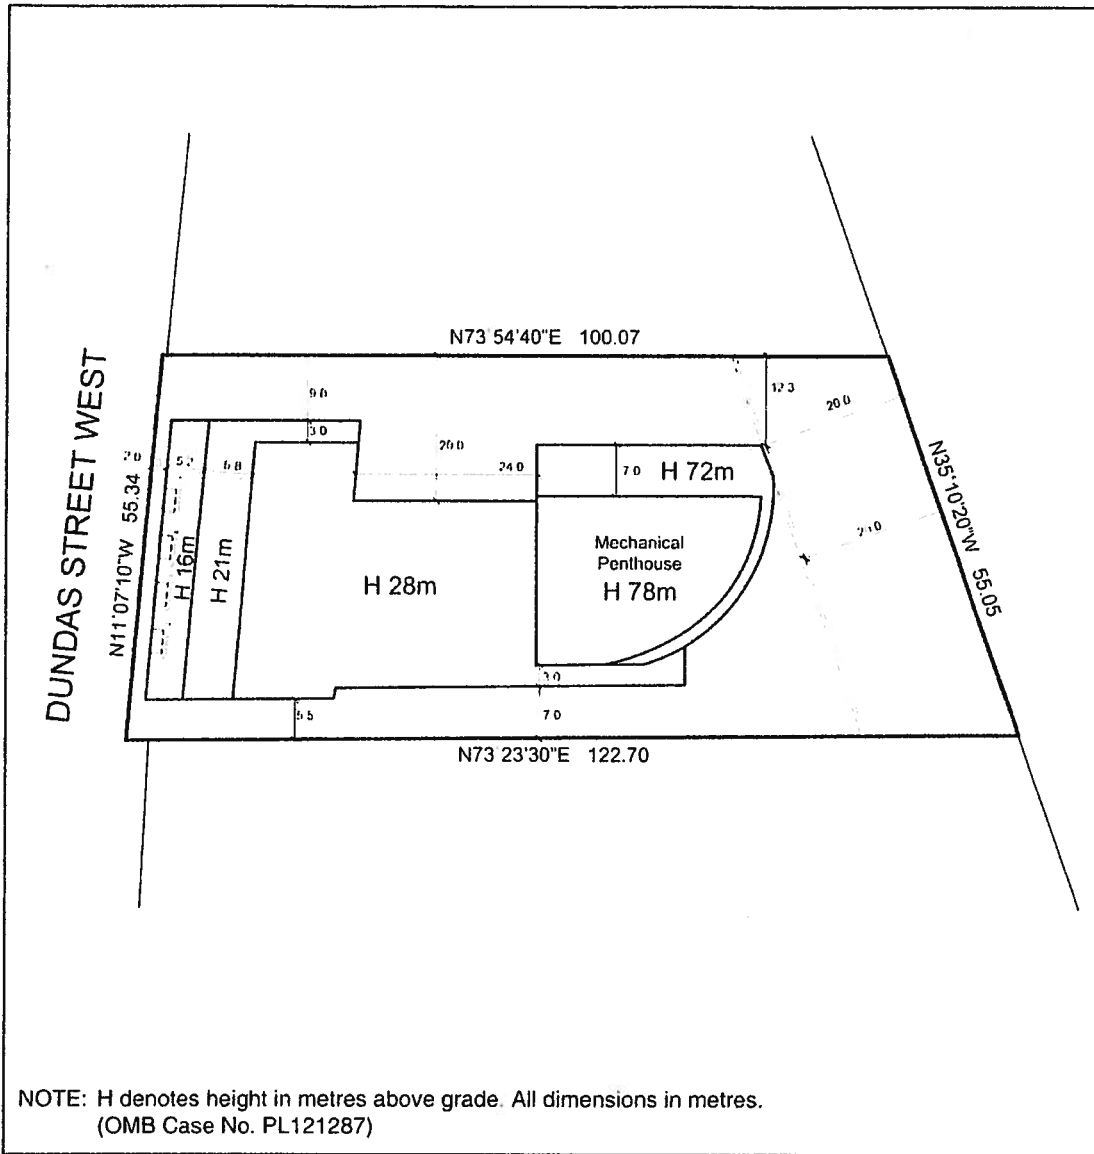 N73°54'40"E 100.07
DUNDAS STREET WEST
N11°07'10"W 55.34
N35°10'20"W 55.05
9.0
3.0
12.3
20.0
2.0
5.2
6.8
20.0
24.0
7.0
H 72m
20.0
H 16m
H 21m
H 28m
Mechanical
Penthouse
H 78m
3.0
5.5
7.0
N73°23'30"E 122.70
NOTE: H denotes height in metres above grade. All dimensions in metres.
(OMB Case No. PL121287)